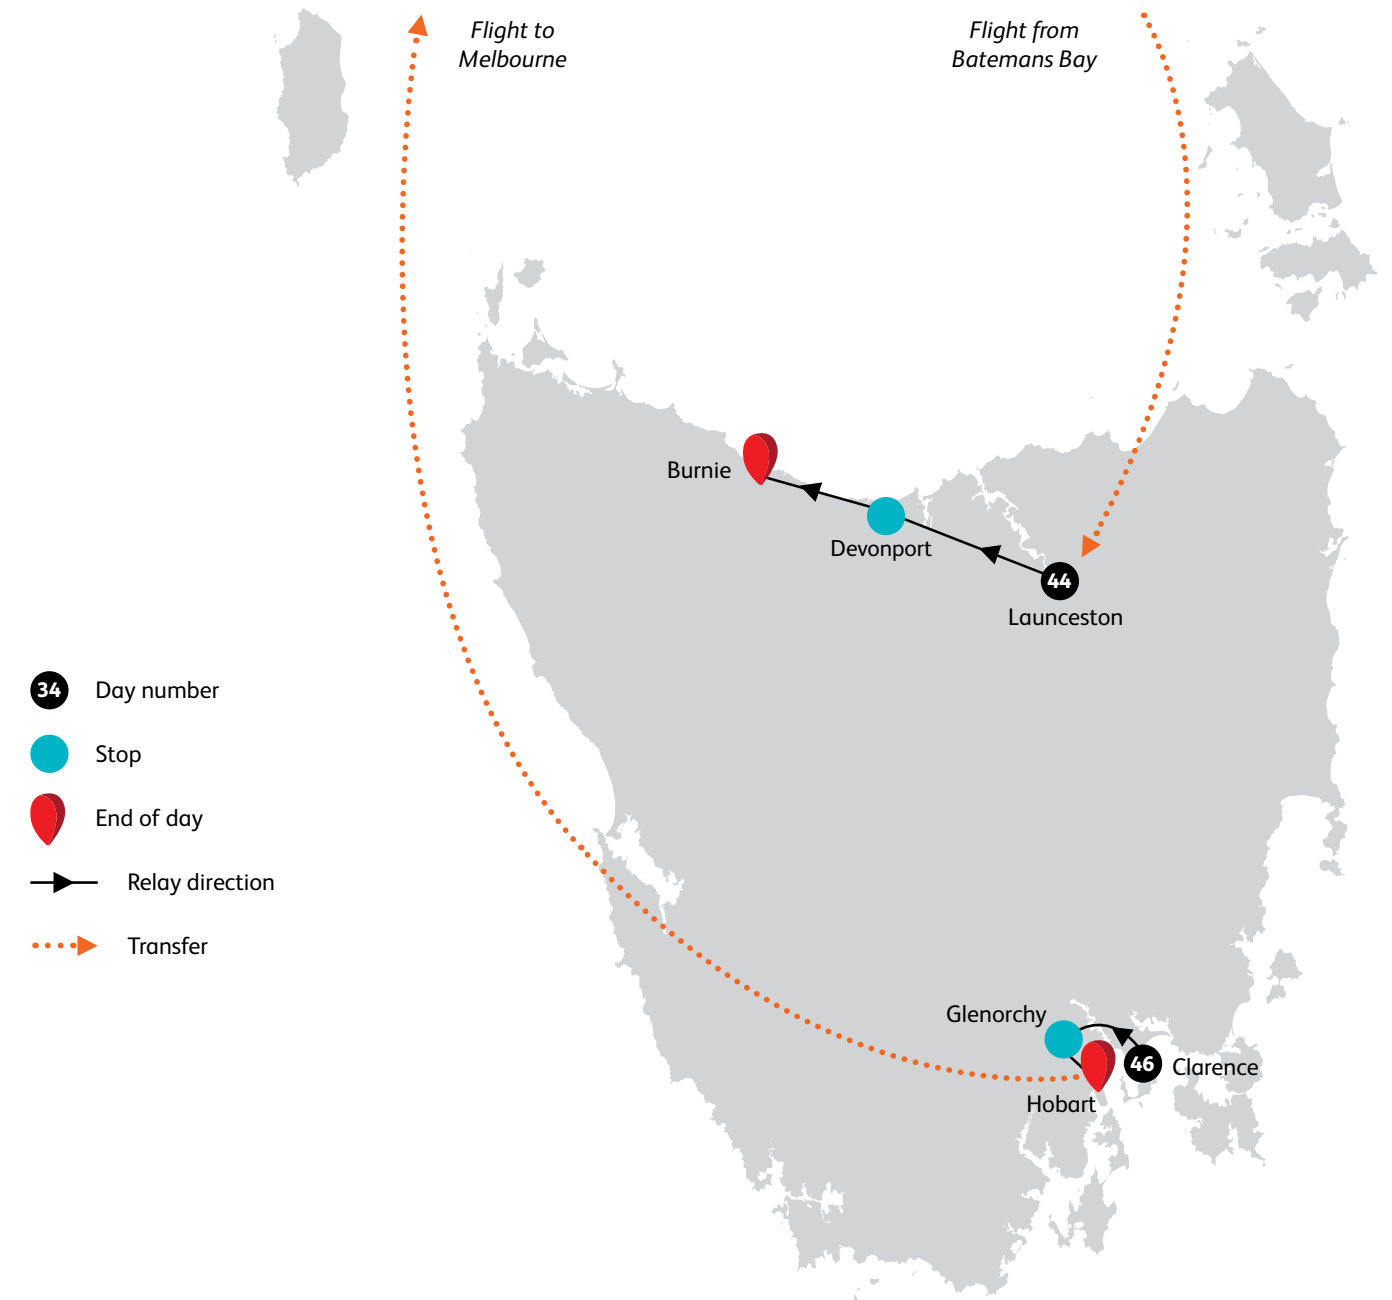 Flight to
Melbourne
Flight from
Batemans Bay
Burnie
Devonport
44
Launceston
34 Day number
Stop
End of day
Relay direction
Transfer
Glenorchy
46 Clarence
Hobart